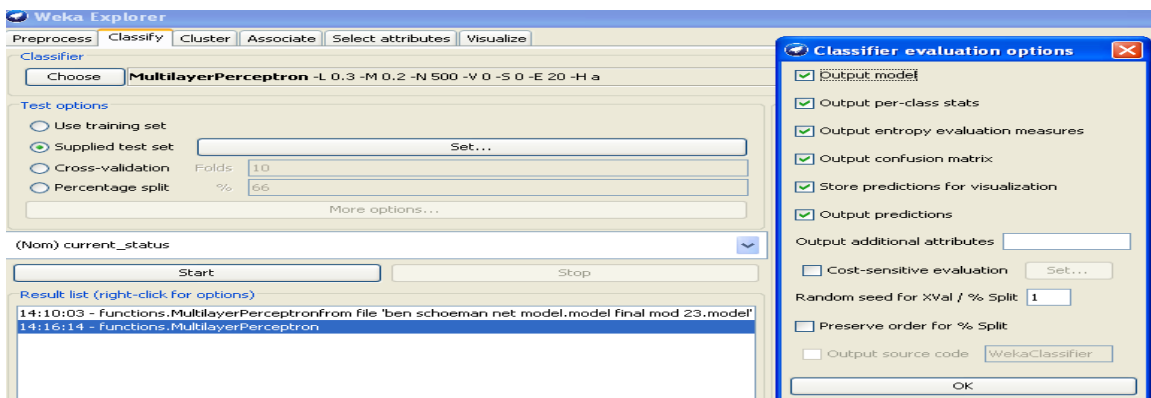 Weka Explorer
Preprocess Classify Cluster Associate Select attributes Visualize
Classifier
Choose MultilayerPerceptron -L 0.3 -M 0.2 -N 500 -V 0 -S 0 -E 20 -H a
Test options
Use training set
Supplied test set Set...
Cross-validation Folds 10
Percentage split % 66
More options...
(Nom) current_status
Start Stop
Result list (right-click for options)
14:10:03 - functions.MultilayerPerceptronfrom file 'ben schoeman net model.model final mod 23.model'
14:16:14 - functions.MultilayerPerceptron
Classifier evaluation options
Output model
Output per-class stats
Output entropy evaluation measures
Output confusion matrix
Store predictions for visualization
Output predictions
Output additional attributes
Cost-sensitive evaluation Set...
Random seed for XVal / % Split 1
Preserve order for % Split
Output source code WekaClassifier
OK